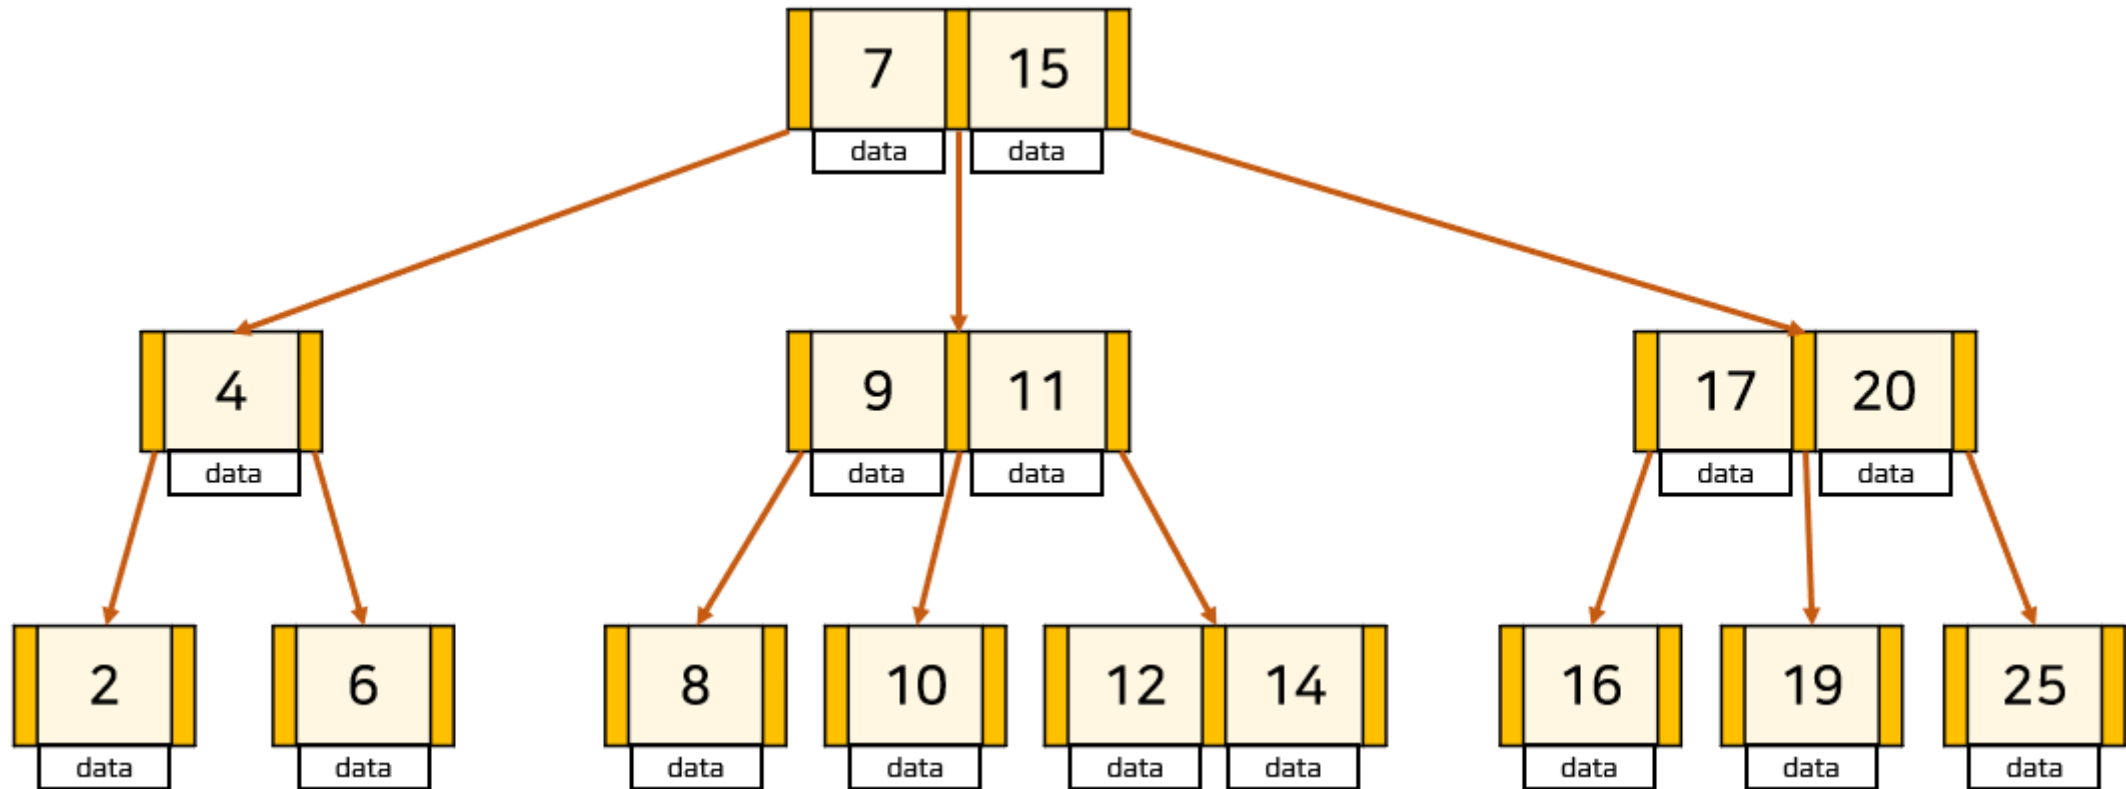 7 15
data data
4 9 11 17 20
data data data data data
2 6 8 10 12 14 16 19 25
data data data data data data data data data